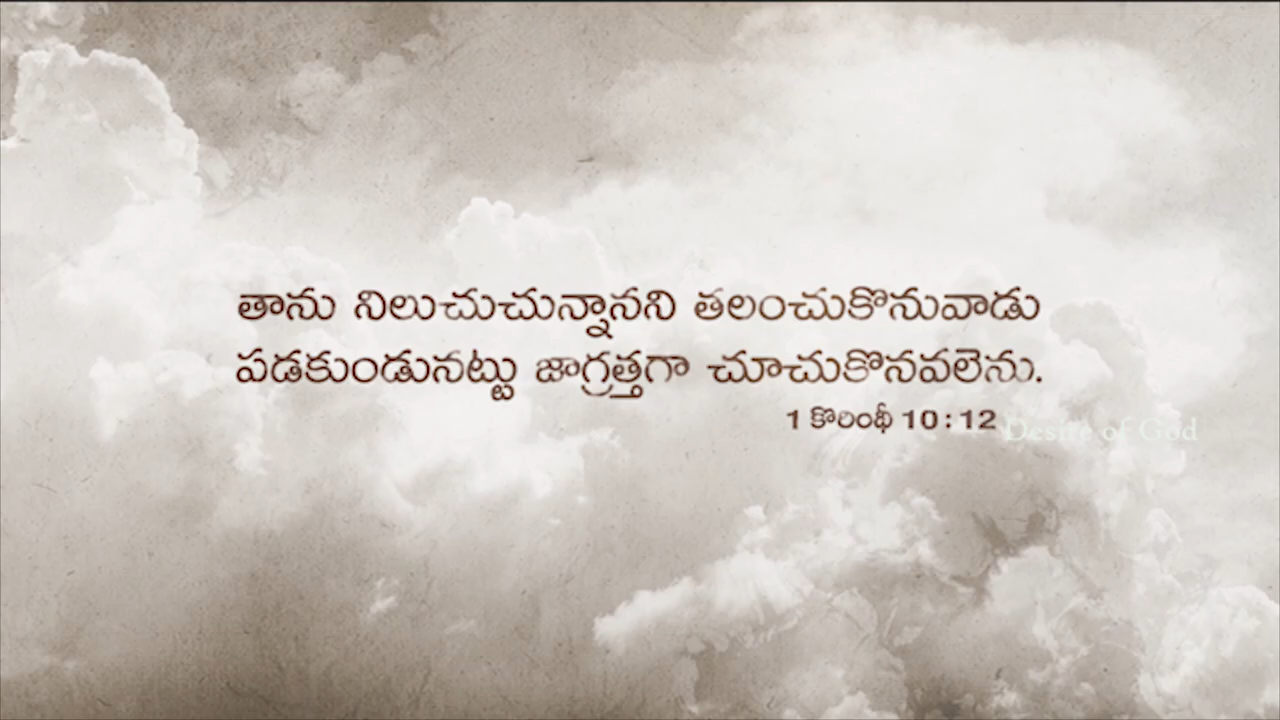 తాను నిలుచుచున్నానని తలంచుకొనువాడు
పడకుండునట్టు జాగ్రత్తగా చూచుకొనవలెను.
1 కొరింథీ 10 : 12
Desire of God